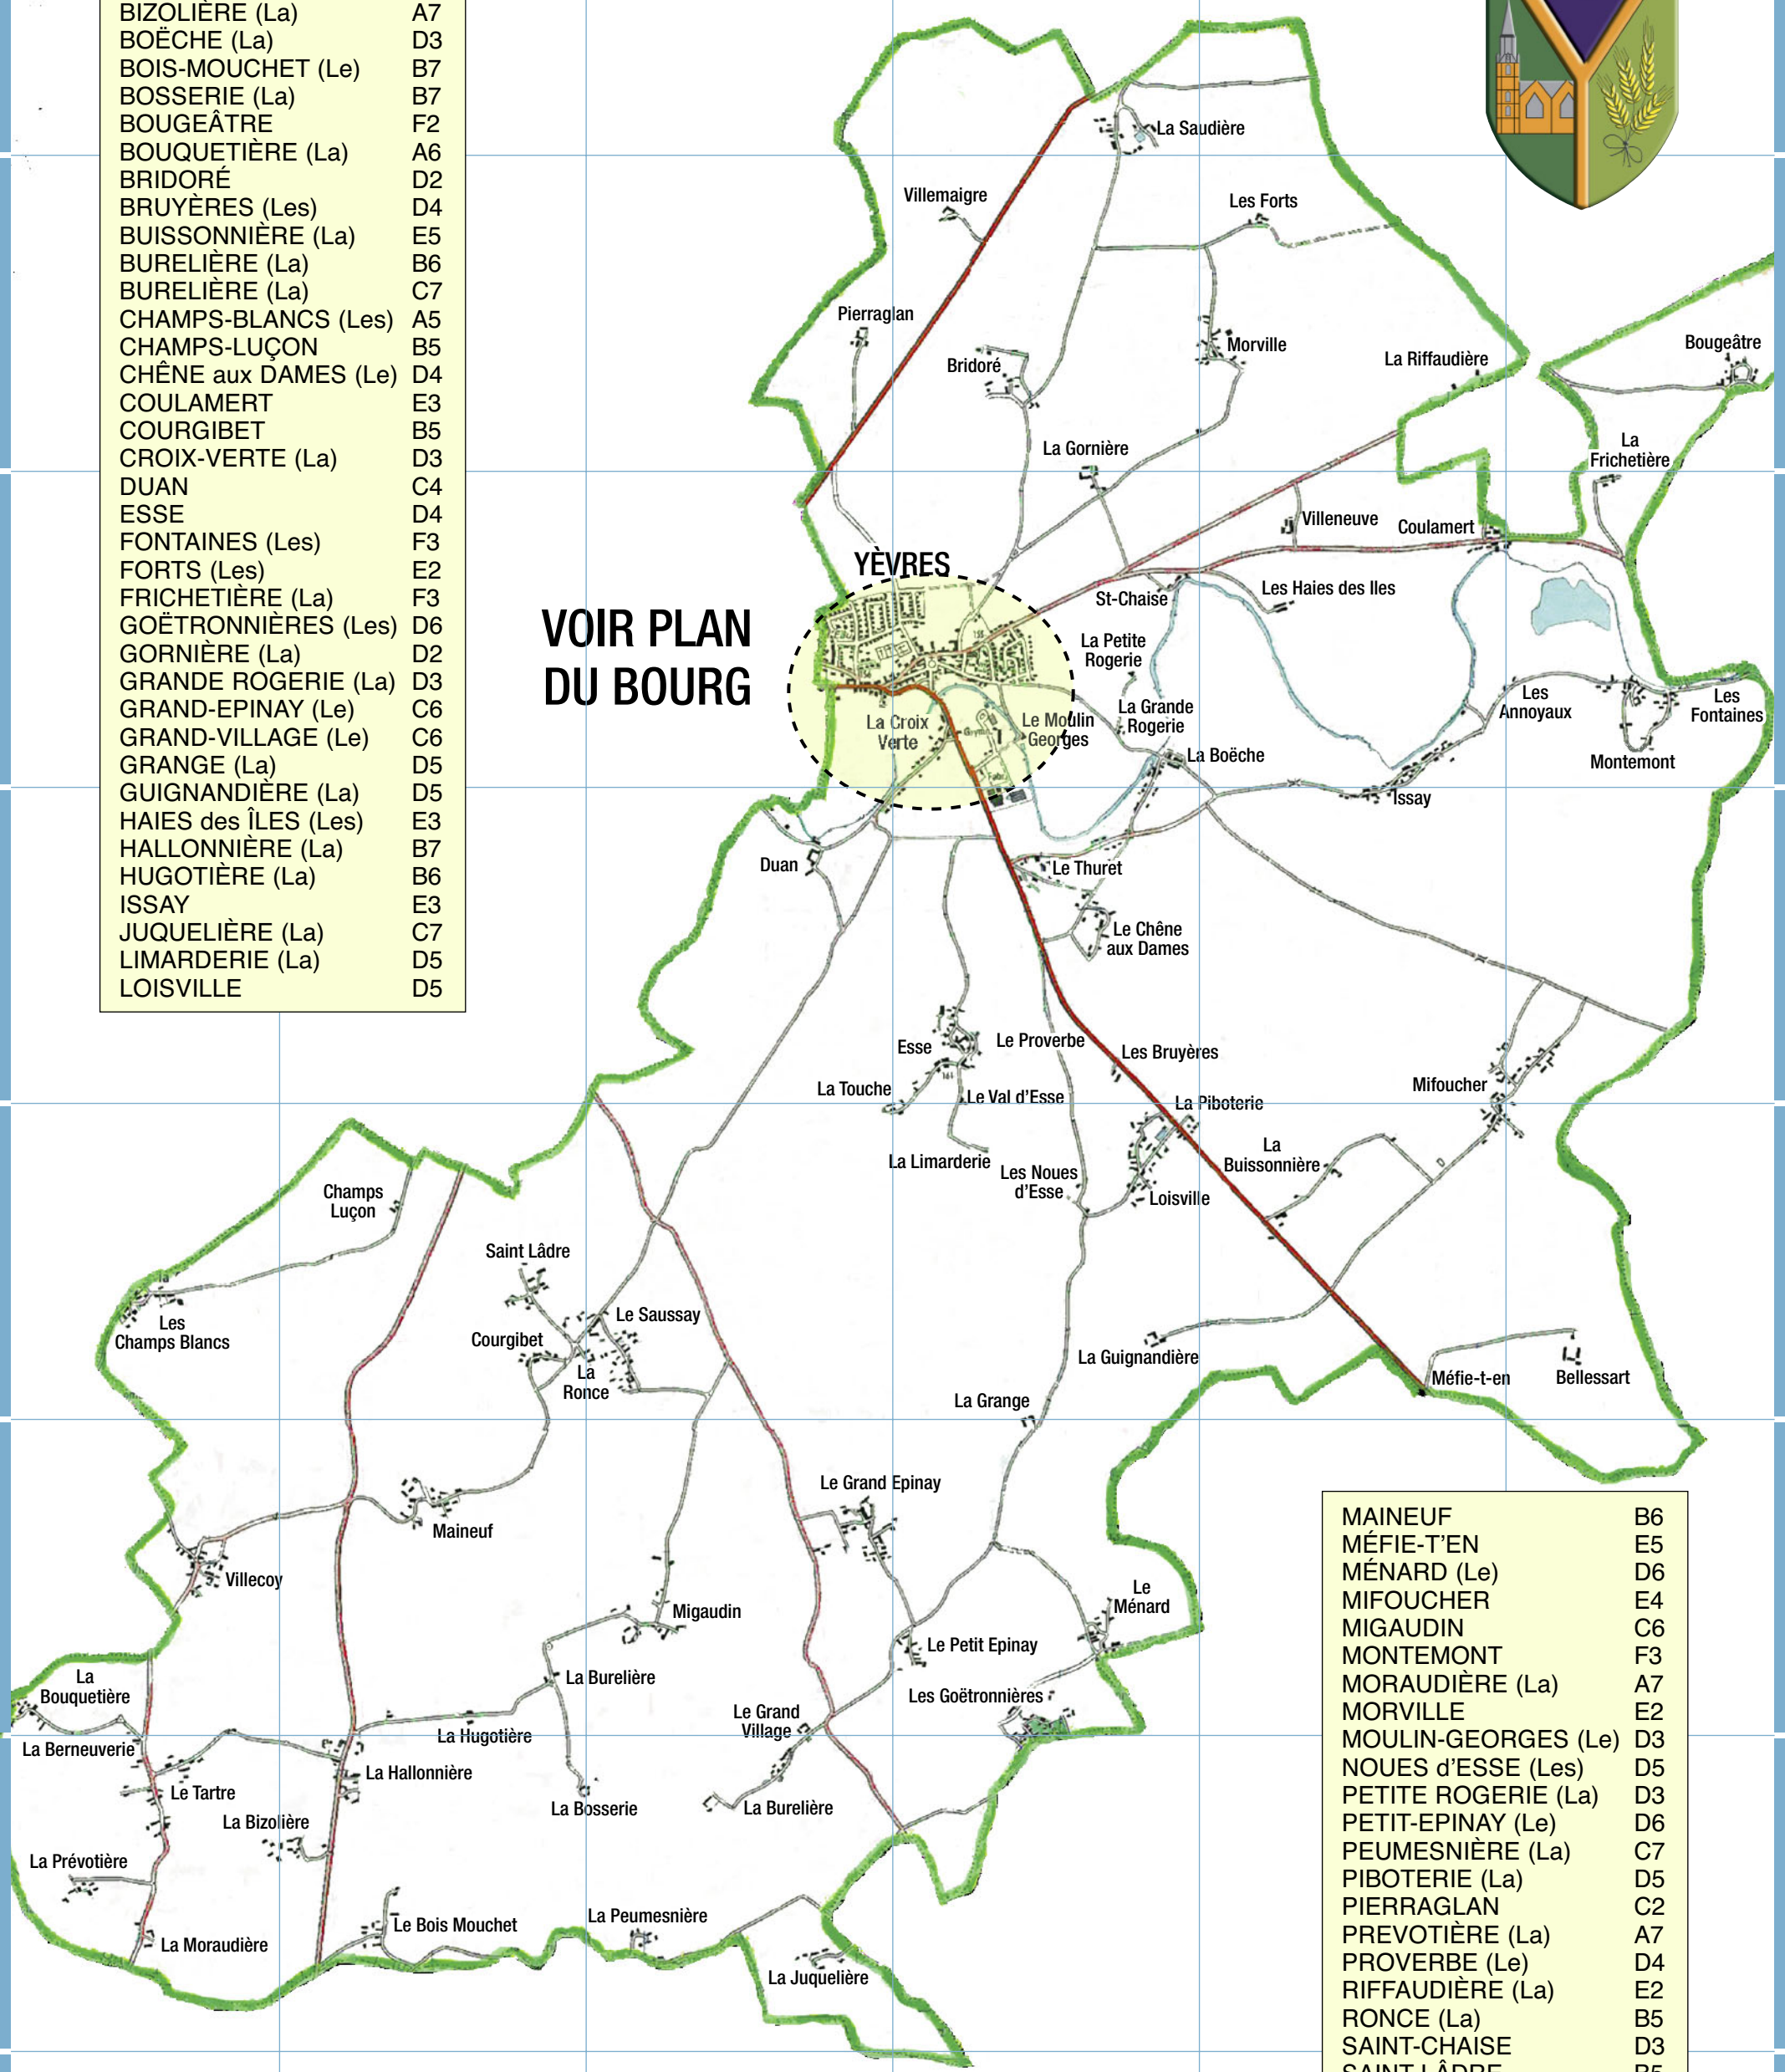 BIZOLIÈRE (La) A7
BOËCHE (La) D3
BOIS-MOUCHET (Le) B7
BOSSERIE (La) B7
BOUGEÂTRE F2
BOUQUETIÈRE (La) A6
BRIDORÉ D2
BRUYÈRES (Les) D4
BUISSONNIÈRE (La) E5
BURELIÈRE (La) B6
BURELIÈRE (La) C7
CHAMPS-BLANCS (Les) A5
CHAMPS-LUÇON B5
CHÊNE aux DAMES (Le) D4
COULAMERT E3
COURGIBET B5
CROIX-VERTE (La) D3
DUAN C4
ESSE D4
FONTAINES (Les) F3
FORTS (Les) E2
FRICHETIÈRE (La) F3
GOËTRONNIÈRES (Les) D6
GORNIÈRE (La) D2
GRANDE ROGERIE (La) D3
GRAND-EPINAY (Le) C6
GRAND-VILLAGE (Le) C6
GRANGE (La) D5
GUIGNANDIÈRE (La) D5
HAIES des ÎLES (Les) E3
HALLONNIÈRE (La) B7
HUGOTIÈRE (La) B6
ISSAY E3
JUQUELIÈRE (La) C7
LIMARDERIE (La) D5
LOISVILLE D5
La Saudière
Villemaigre
Les Forts
Pierraglan
Bridoré
Morville
La Riffaudière
Bougeâtre
La Gornière
La
Frichetière
Villeneuve
Coulamert
YÈVRES
VOIR PLAN
DU BOURG
St-Chaise
Les Haies des Iles
La Petite
Rogerie
La Grande
Rogerie
La Croix
Verte
Le Moulin
Georges
La Boëche
Les
Annoyaux
Les
Fontaines
Montemont
Issay
Duan
Le Thuret
Le Chêne
aux Dames
Esse
Le Proverbe
Les Bruyères
La Touche
Le Val d'Esse
Mifoucher
La Piboterie
La Limarderie
La
Buissonnière
Les Noues
d'Esse
Loisville
Champs
Luçon
Saint Lâdre
Le Saussay
Les
Champs Blancs
Courgibet
La
Ronce
La Guignandière
Méfie-t-en
Bellessart
La Grange
Le Grand Epinay
Maineuf
Villecoy
Migaudin
Le
Ménard
Le Petit Epinay
La
Bouquetière
La Burelière
Les Goëtronnières
Le Grand
Village
La Hugotière
La Berneuverie
La Hallonnière
Le Tartre
La Bosserie
La Burelière
La Bizolière
La Prévotière
Le Bois Mouchet
La Peumesnière
La Moraudière
La Juquelière
MAINEUF B6
MÉFIE-T'EN E5
MÉNARD (Le) D6
MIFOUCHER E4
MIGAUDIN C6
MONTEMONT F3
MORAUDIÈRE (La) A7
MORVILLE E2
MOULIN-GEORGES (Le) D3
NOUES d'ESSE (Les) D5
PETITE ROGERIE (La) D3
PETIT-EPINAY (Le) D6
PEUMESNIÈRE (La) C7
PIBOTERIE (La) D5
PIERRAGLAN C2
PREVOTIÈRE (La) A7
PROVERBE (Le) D4
RIFFAUDIÈRE (La) E2
RONCE (La) B5
SAINT-CHAISE D3
SAINT-LÂDRE B5